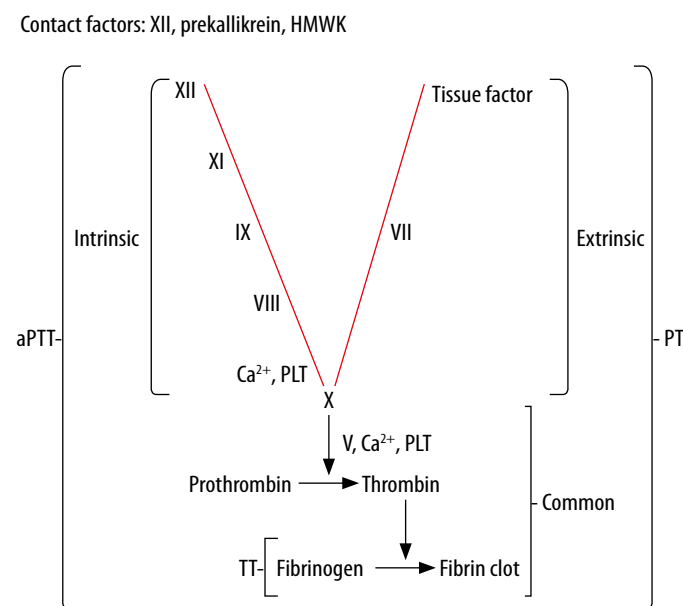 Contact factors: XII, prekallikrein, HMWK
XII
Tissue factor
XI
Intrinsic
IX
VII
Extrinsic
VIII
aPTT
PT
Ca²⁺, PLT
X
V, Ca²⁺, PLT
Prothrombin
Thrombin
Common
TT
Fibrinogen
Fibrin clot